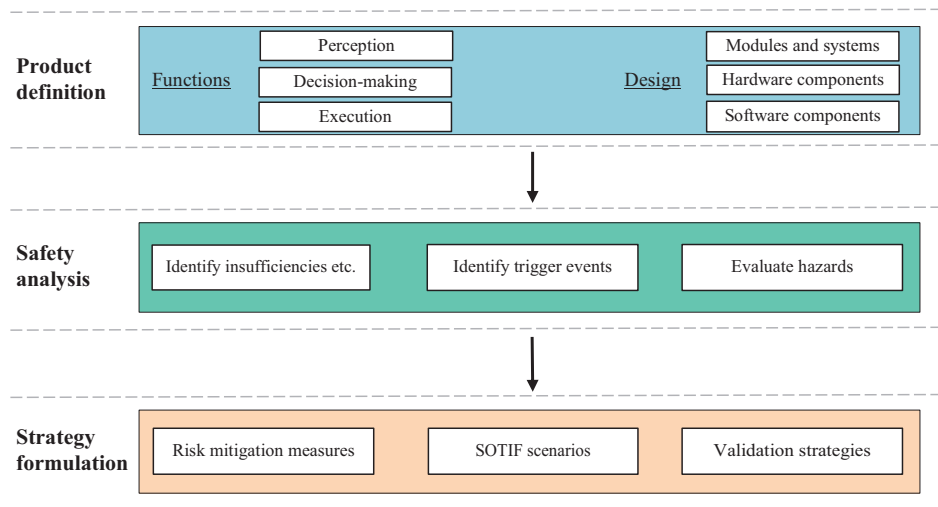 Product
definition
Functions
Perception
Decision-making
Execution
Design
Modules and systems
Hardware components
Software components
Safety
analysis
Identify insufficiencies etc.
Identify trigger events
Evaluate hazards
Strategy
formulation
Risk mitigation measures
SOTIF scenarios
Validation strategies